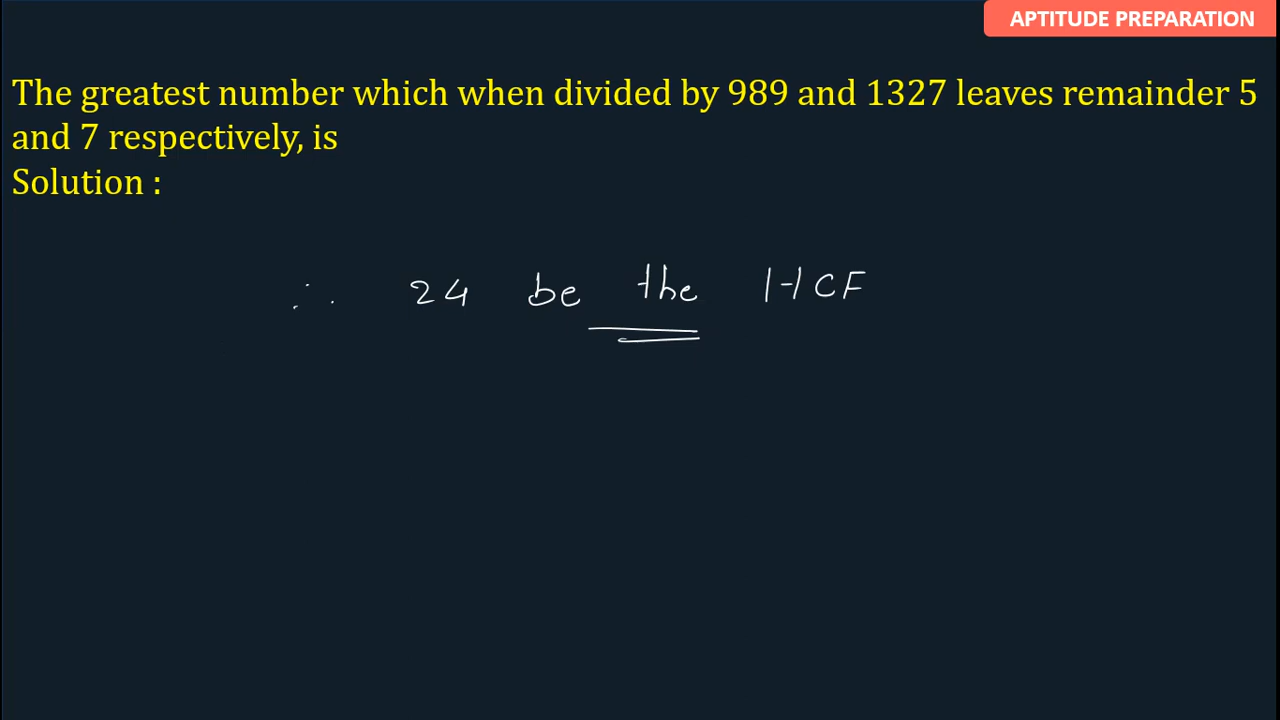 APTITUDE PREPARATION
The greatest number which when divided by 989 and 1327 leaves remainder 5
and 7 respectively, is
Solution :
∴ 24 be the HCF